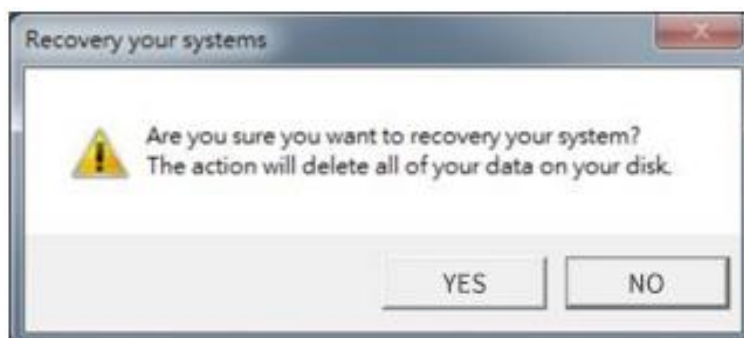 Recovery your systems
Are you sure you want to recovery your system?
The action will delete all of your data on your disk.
YES
NO